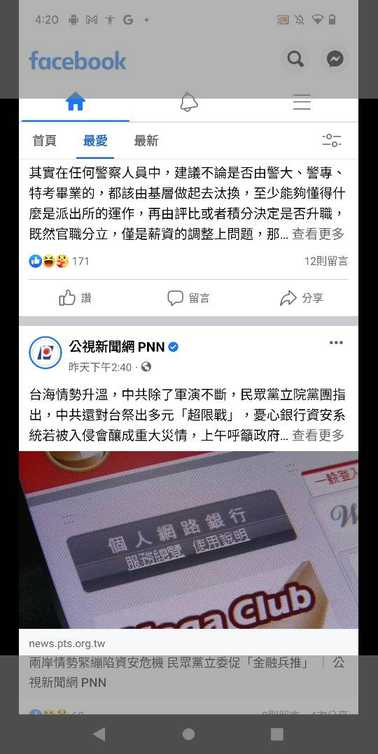 4:20
facebook
首頁 最愛 最新
其實在任何警察人員中，建議不論是否由警大、警專、
特考畢業的，都該由基層做起去汰換，至少能夠懂得什
麼是派出所的運作，再由評比或者積分決定是否升職，
既然官職分立，僅是薪資的調整上問題，那... 查看更多
171 12則留言
讚 留言 分享
公視新聞網 PNN
昨天下午2:40 ·
台海情勢升溫，中共除了軍演不斷，民眾黨立院黨團指
出，中共還對台祭出多元「超限戰」，憂心銀行資安系
統若被入侵會釀成重大災情，上午呼籲政府... 查看更多
個人網路銀行
服務總覽 使用說明
Club
news.pts.org.tw
兩岸情勢緊繃陷資安危機 民眾黨立委促「金融兵推」 ｜ 公
視新聞網 PNN